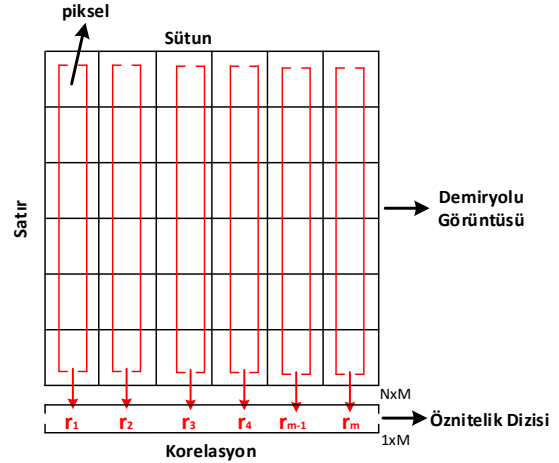 piksel
Sütun
Satır
Demiryolu
Görüntüsü
NxM
r1 r2 r3 r4 rm-1 rm
Öznitelik Dizisi
1xM
Korelasyon